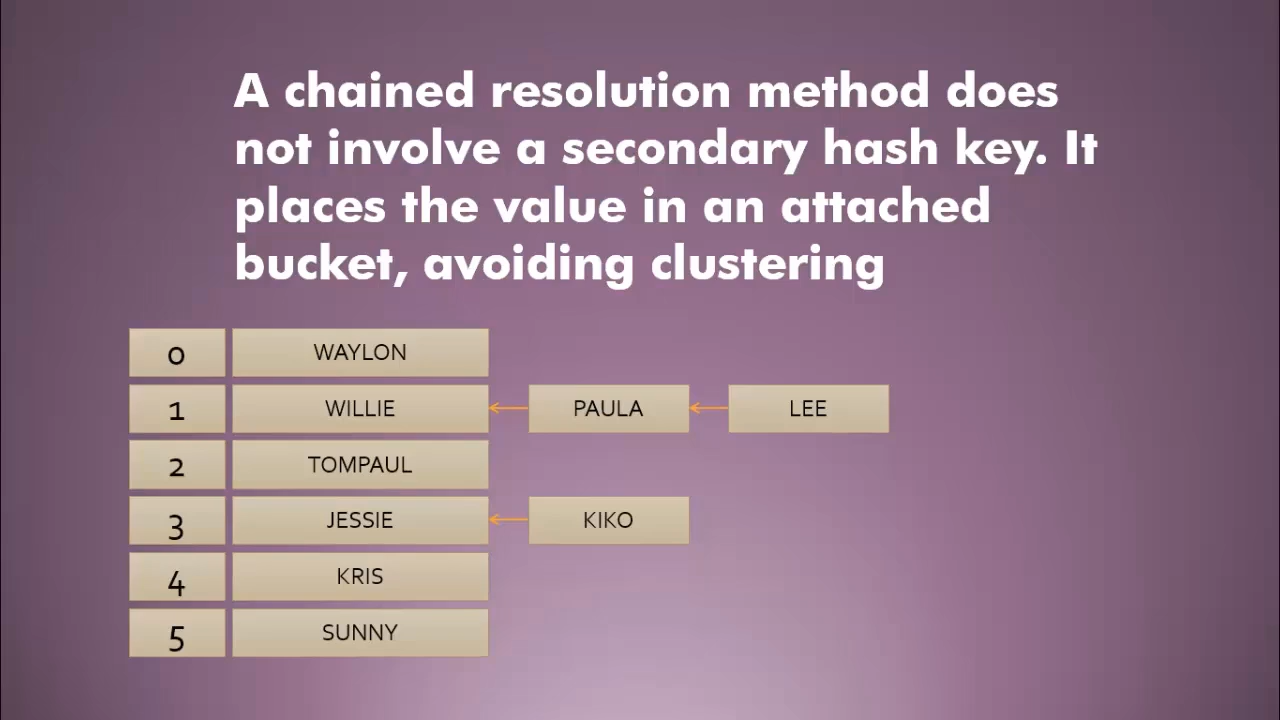 A chained resolution method does
not involve a secondary hash key. It
places the value in an attached
bucket, avoiding clustering
0 WAYLON
1 WILLIE PAULA LEE
2 TOMPAUL
3 JESSIE KIKO
4 KRIS
5 SUNNY